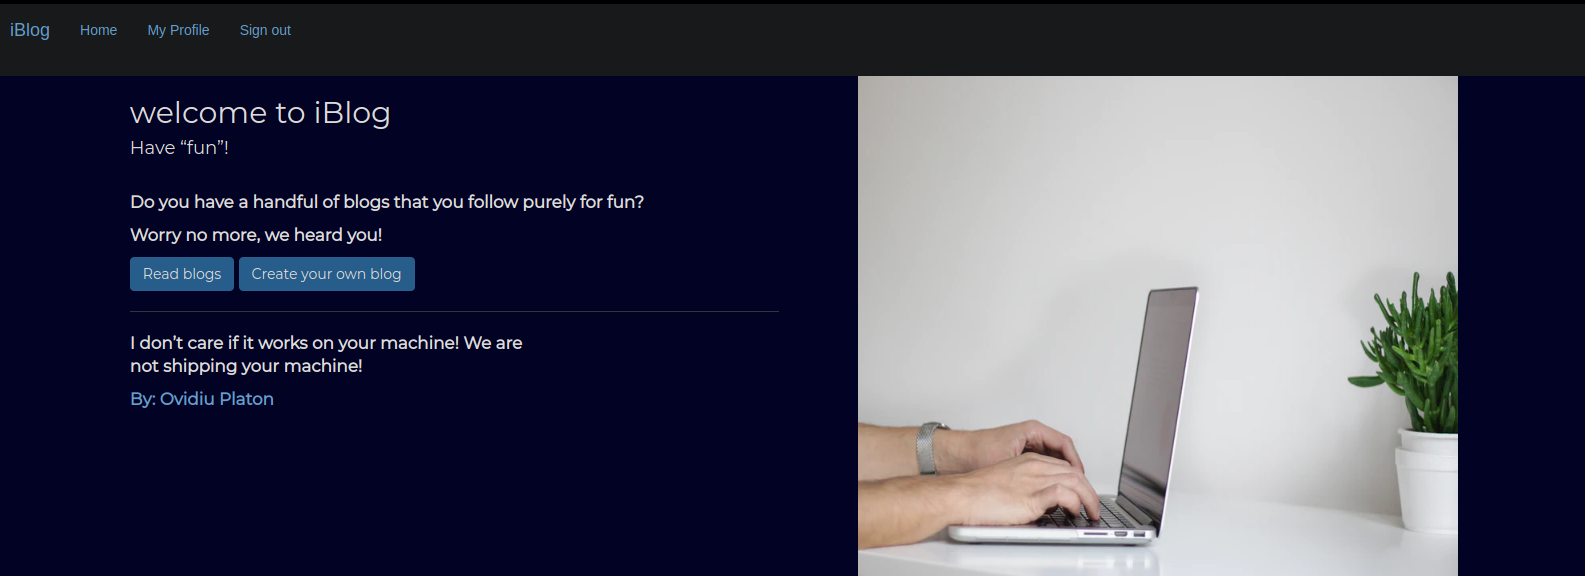 iBlog Home My Profile Sign out
welcome to iBlog
Have “fun”!
Do you have a handful of blogs that you follow purely for fun?
Worry no more, we heard you!
Read blogs Create your own blog
I don’t care if it works on your machine! We are
not shipping your machine!
By: Ovidiu Platon